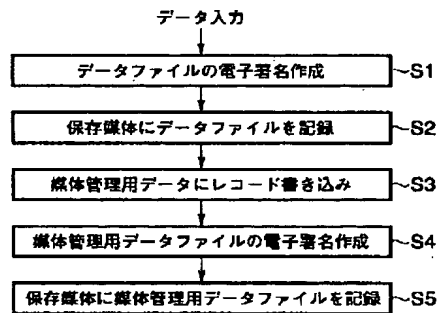 データ入力
データファイルの電子署名作成 S1
保存媒体にデータファイルを記録 S2
媒体管理用データにレコード書き込み S3
媒体管理用データファイルの電子署名作成 S4
保存媒体に媒体管理用データファイルを記録 S5